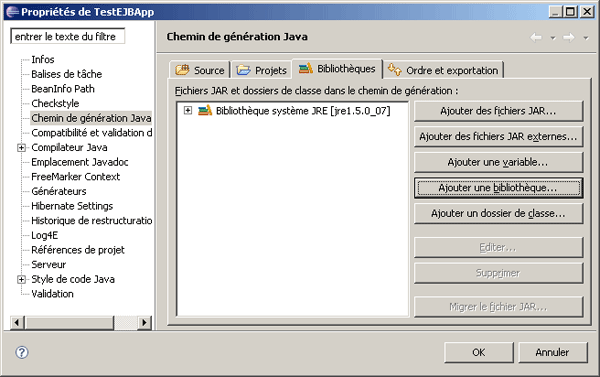 Propriétés de TestEJBApp
entrer le texte du filtre
Infos
Balises de tâche
BeanInfo Path
Checkstyle
Chemin de génération Java
Compatibilité et validation d
Compilateur Java
Emplacement Javadoc
FreeMarker Context
Générateurs
Hibernate Settings
Historique de restructuratio
Log4E
Références de projet
Serveur
Style de code Java
Validation
Chemin de génération Java
Source
Projets
Bibliothèques
Ordre et exportation
Fichiers JAR et dossiers de classe dans le chemin de génération :
Bibliothèque système JRE [jre1.5.0_07]
Ajouter des fichiers JAR...
Ajouter des fichiers JAR externes...
Ajouter une variable...
Ajouter une bibliothèque...
Ajouter un dossier de classe...
Editer...
Supprimer
Migrer le fichier JAR...
?
OK
Annuler